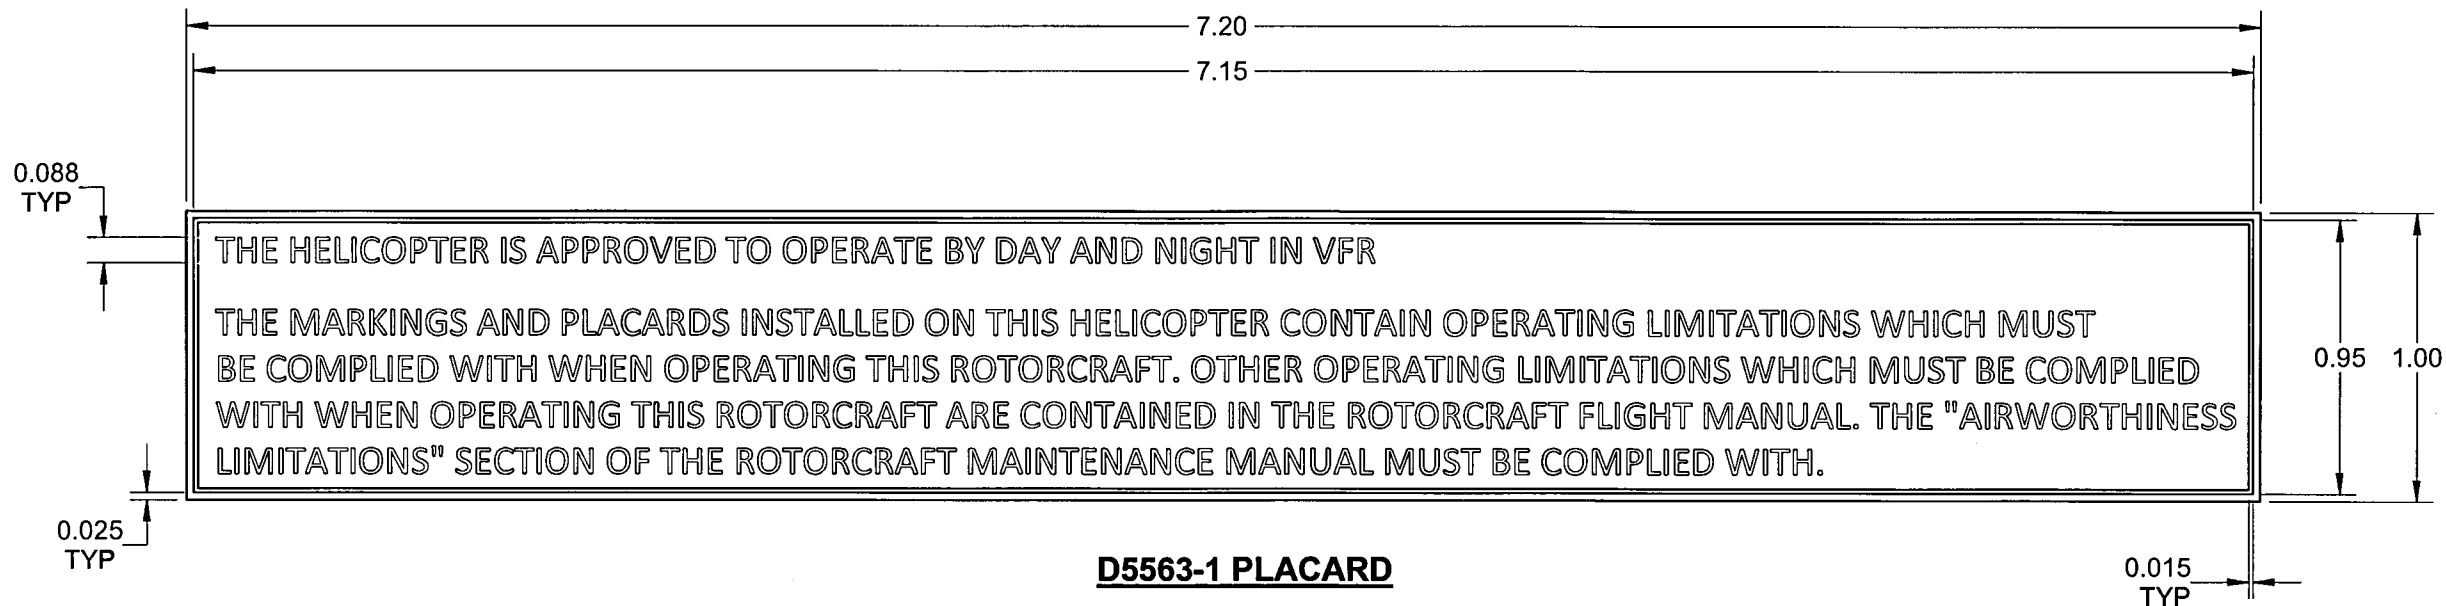 7.20
7.15
0.088
TYP
THE HELICOPTER IS APPROVED TO OPERATE BY DAY AND NIGHT IN VFR
THE MARKINGS AND PLACARDS INSTALLED ON THIS HELICOPTER CONTAIN OPERATING LIMITATIONS WHICH MUST
BE COMPLIED WITH WHEN OPERATING THIS ROTORCRAFT. OTHER OPERATING LIMITATIONS WHICH MUST BE COMPLIED
WITH WHEN OPERATING THIS ROTORCRAFT ARE CONTAINED IN THE ROTORCRAFT FLIGHT MANUAL. THE "AIRWORTHINESS
LIMITATIONS" SECTION OF THE ROTORCRAFT MAINTENANCE MANUAL MUST BE COMPLIED WITH.
0.95 1.00
0.025
TYP
D5563-1 PLACARD
0.015
TYP